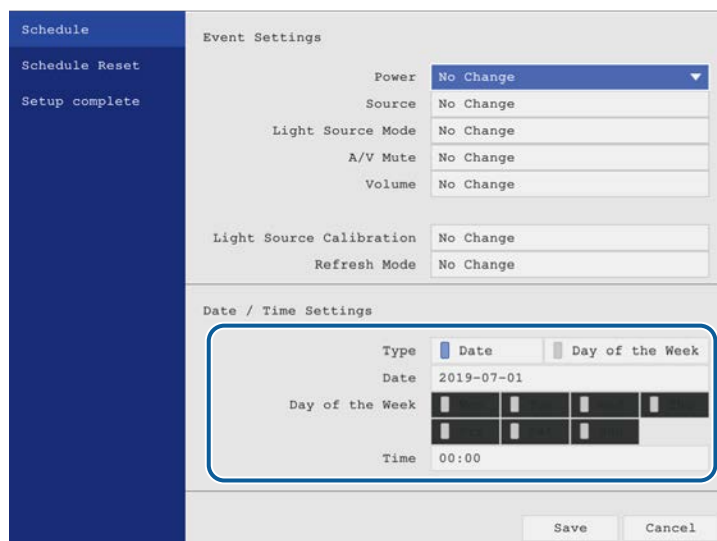 Schedule
Schedule Reset
Setup complete
Event Settings
Power No Change
Source No Change
Light Source Mode No Change
A/V Mute No Change
Volume No Change
Light Source Calibration No Change
Refresh Mode No Change
Date / Time Settings
Type Date Day of the Week
Date 2019-07-01
Day of the Week
Time 00:00
Save Cancel